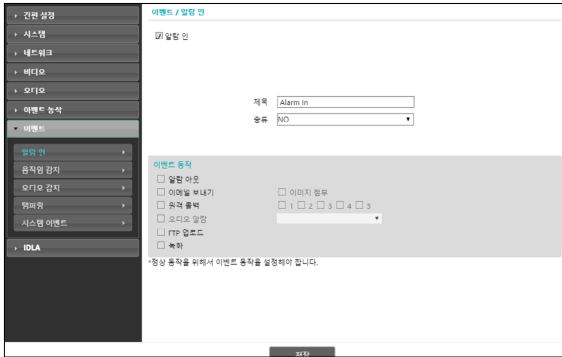 간편 설정
시스템
네트워크
비디오
오디오
이벤트 동작
이벤트
알람 인
움직임 감지
오디오 감지
탬퍼링
시스템 이벤트
IDLA
이벤트 / 알람 인
알람 인
제목 Alarm In
종류 NO
이벤트 동작
알람 아웃
이메일 보내기 이미지 첨부
원격 콜백 1 2 3 4 5
오디오 알람
FTP 업로드
녹화
*정상 동작을 위해서 이벤트 동작을 설정해야 합니다.
저장